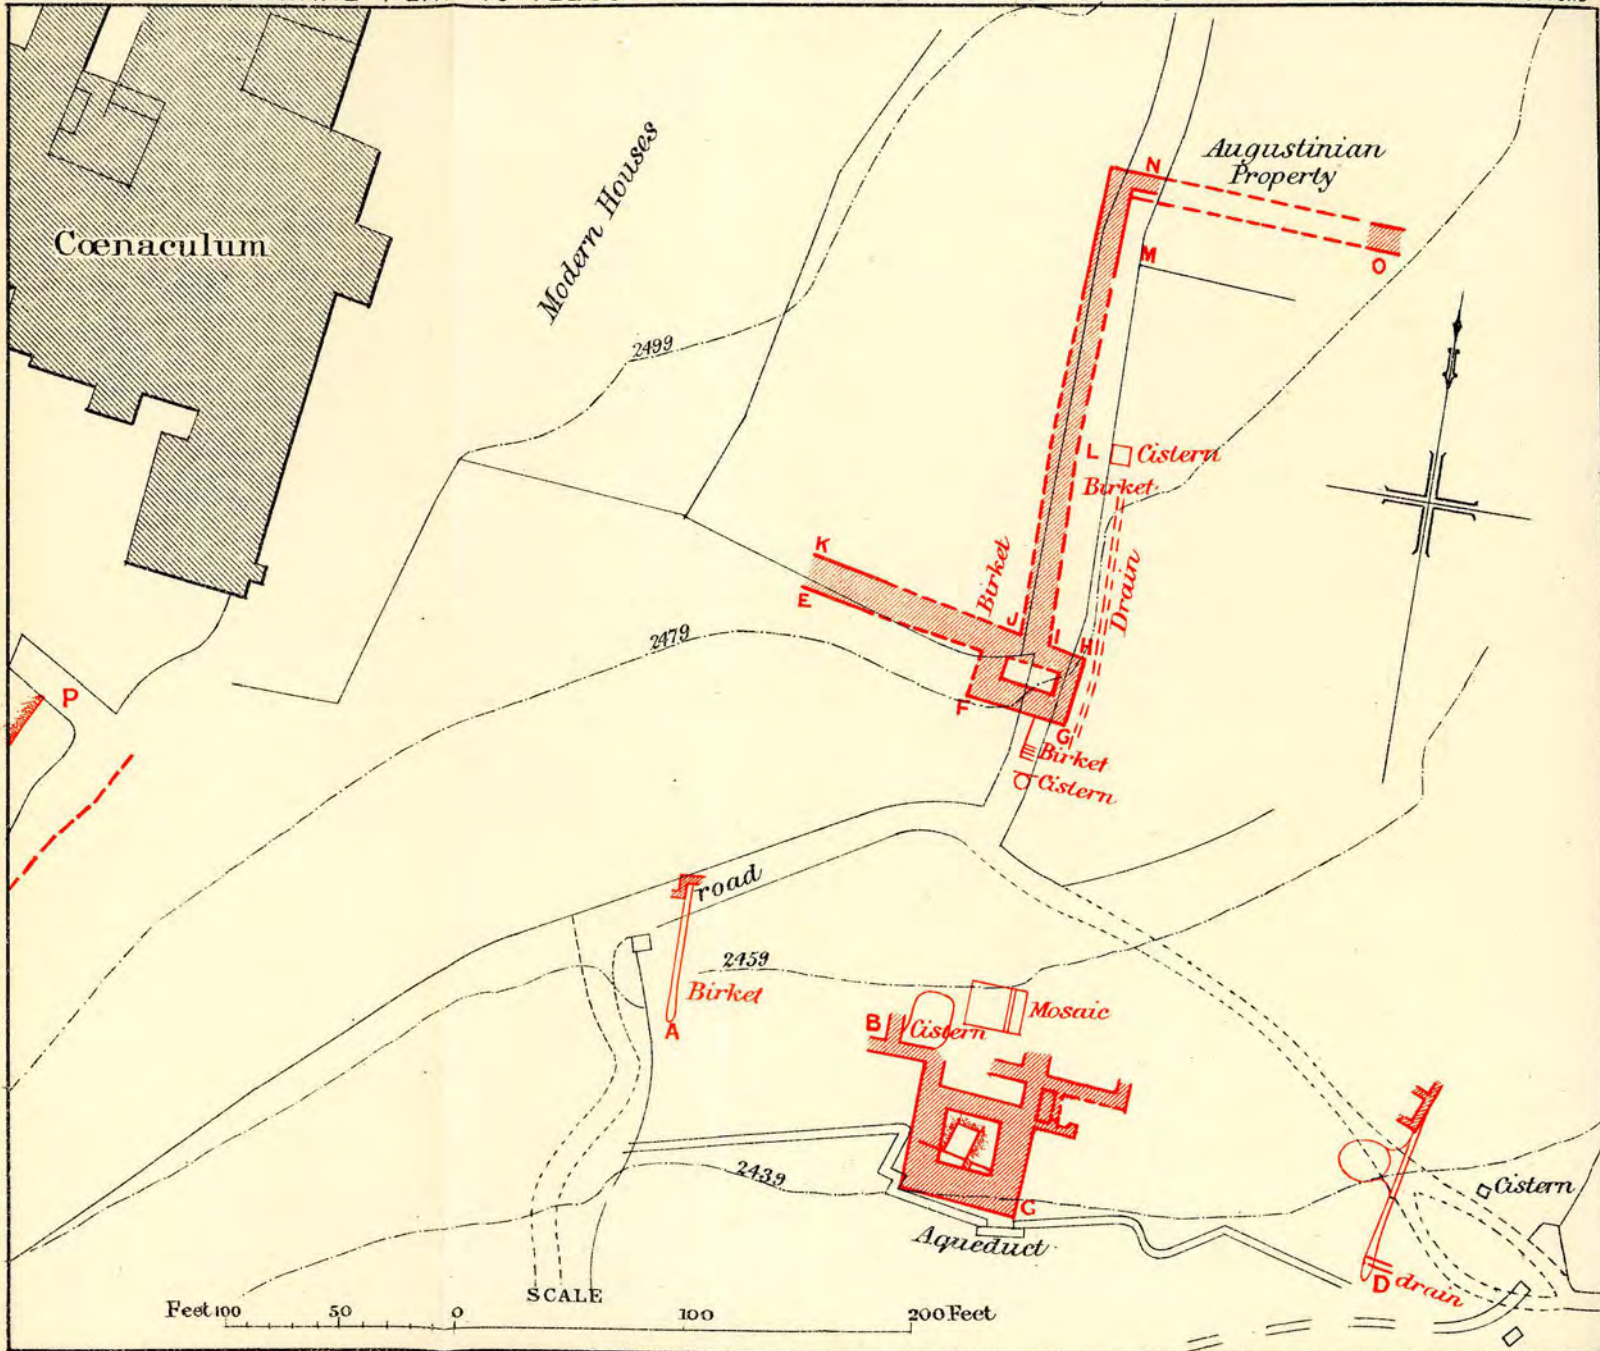 Augustinian
Property
N
Cœnaculum
Modern Houses
M
O
2499
L
Cistern
Birket
K
Birket
Drain
E
J
H
2479
P
F
G
Birket
Cistern
road
2459
Birket
A
B
Cistern
Mosaic
2439
C
Aqueduct
Cistern
D
drain
SCALE
Feet 100 50 0 100 200 Feet